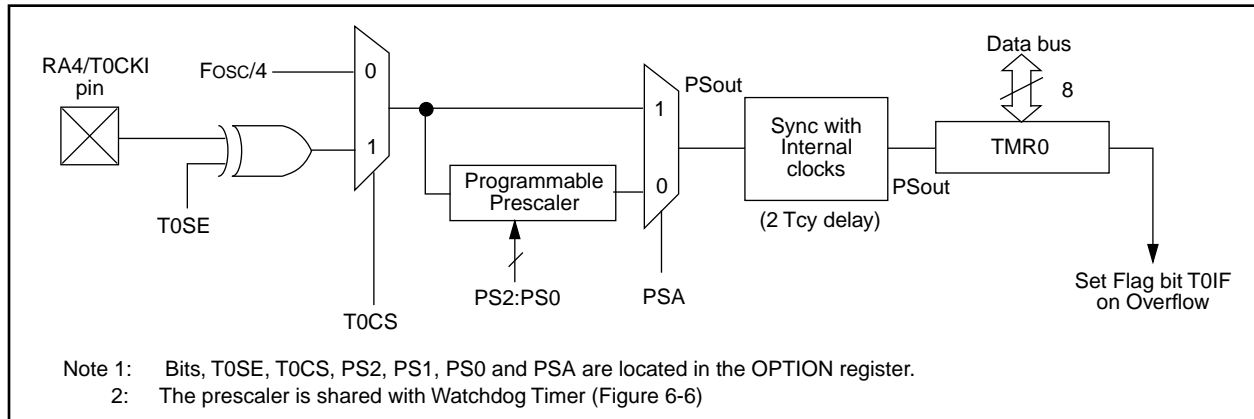 RA4/T0CKI
pin
FOSC/4
0
1
T0SE
T0CS
Programmable
Prescaler
PS2:PS0
1
0
PSA
PSout
Sync with
Internal
clocks
(2 Tcy delay)
PSout
Data bus
8
TMR0
Set Flag bit T0IF
on Overflow
Note 1: Bits, T0SE, T0CS, PS2, PS1, PS0 and PSA are located in the OPTION register.
2: The prescaler is shared with Watchdog Timer (Figure 6-6)